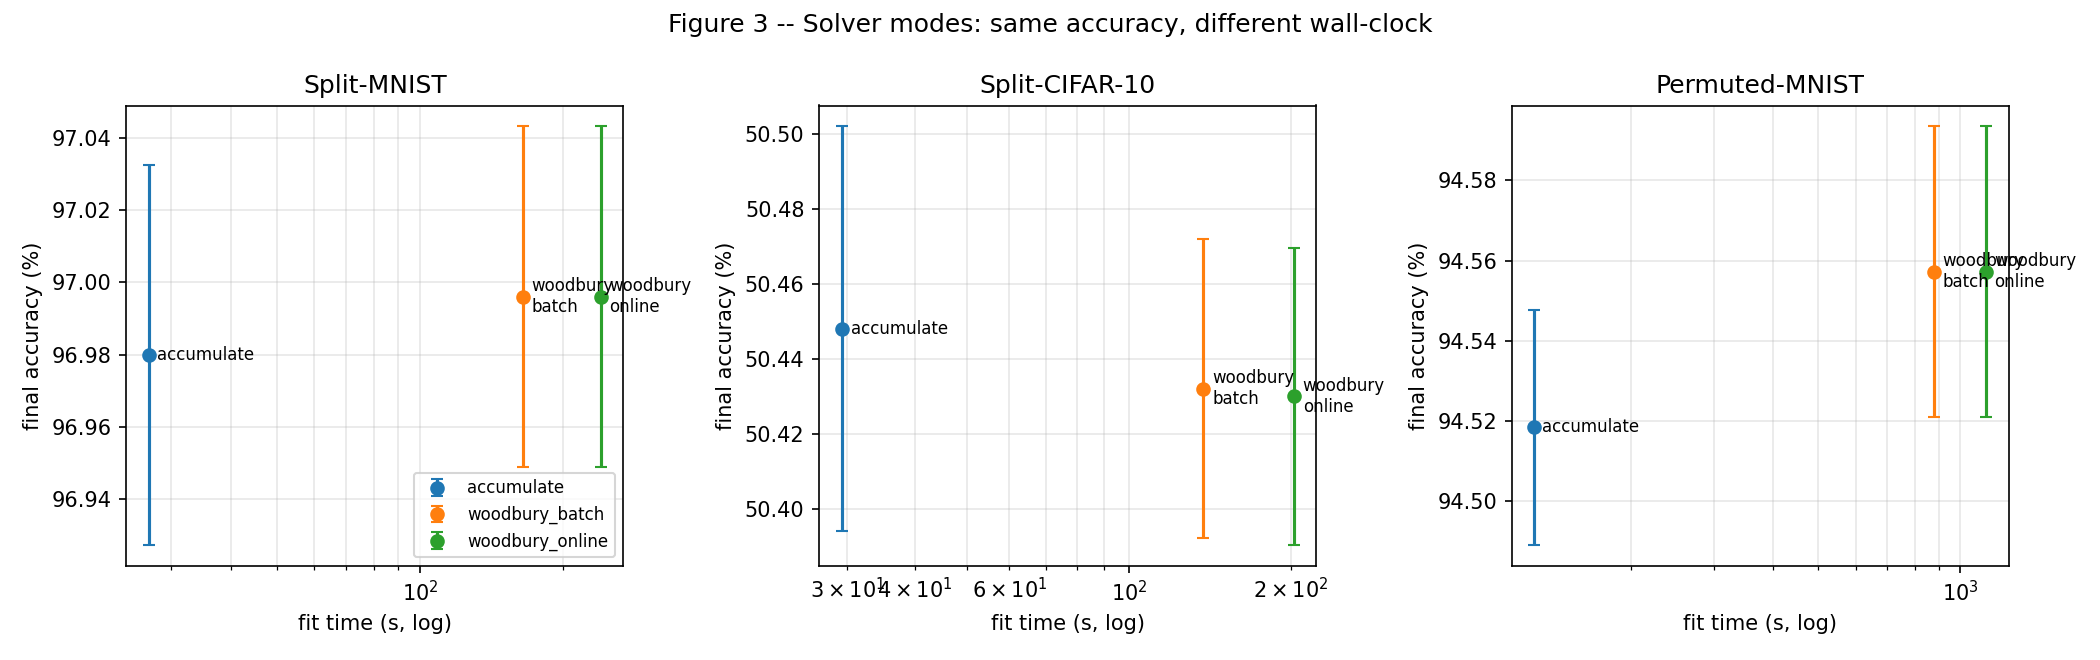 Figure 3 -- Solver modes: same accuracy, different wall-clock
Split-MNIST
final accuracy (%)
97.04
97.02
97.00
96.98
96.96
96.94
accumulate
woodbury
batch
woodbury
online
accumulate
woodbury_batch
woodbury_online
10²
fit time (s, log)
Split-CIFAR-10
final accuracy (%)
50.50
50.48
50.46
50.44
50.42
50.40
accumulate
woodbury
batch
woodbury
online
3 × 10¹
4 × 10¹
6 × 10¹
10²
2 × 10²
fit time (s, log)
Permuted-MNIST
final accuracy (%)
94.58
94.56
94.54
94.52
94.50
accumulate
woodbury
batch
woodbury
online
10³
fit time (s, log)